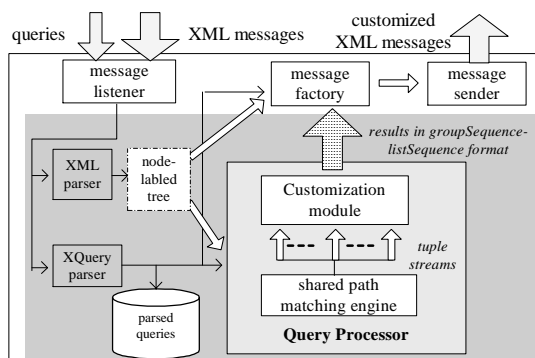 queries
XML messages
customized
XML messages
message
listener
message
factory
message
sender
results in groupSequence-
listSequence format
XML
parser
node-
labled
tree
Customization
module
XQuery
parser
tuple
streams
shared path
matching engine
parsed
queries
Query Processor